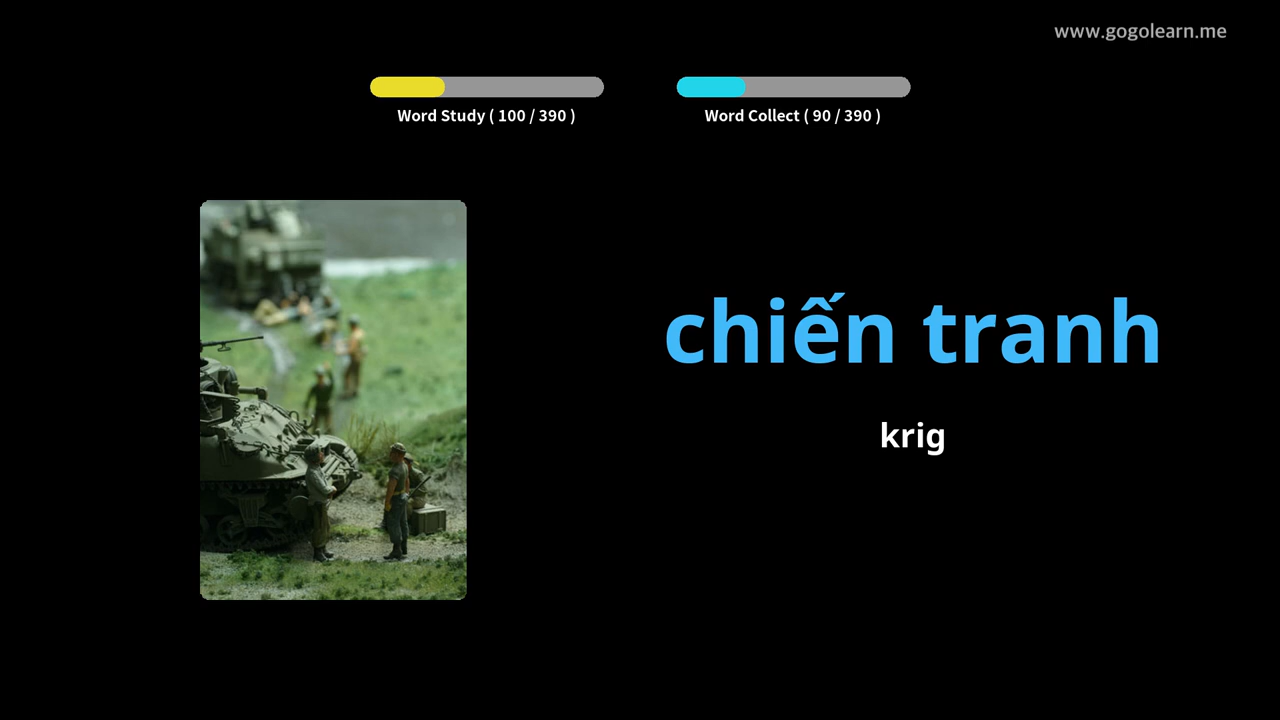 www.gogolearn.me
Word Study ( 100 / 390 )
Word Collect ( 90 / 390 )
chiến tranh
krig